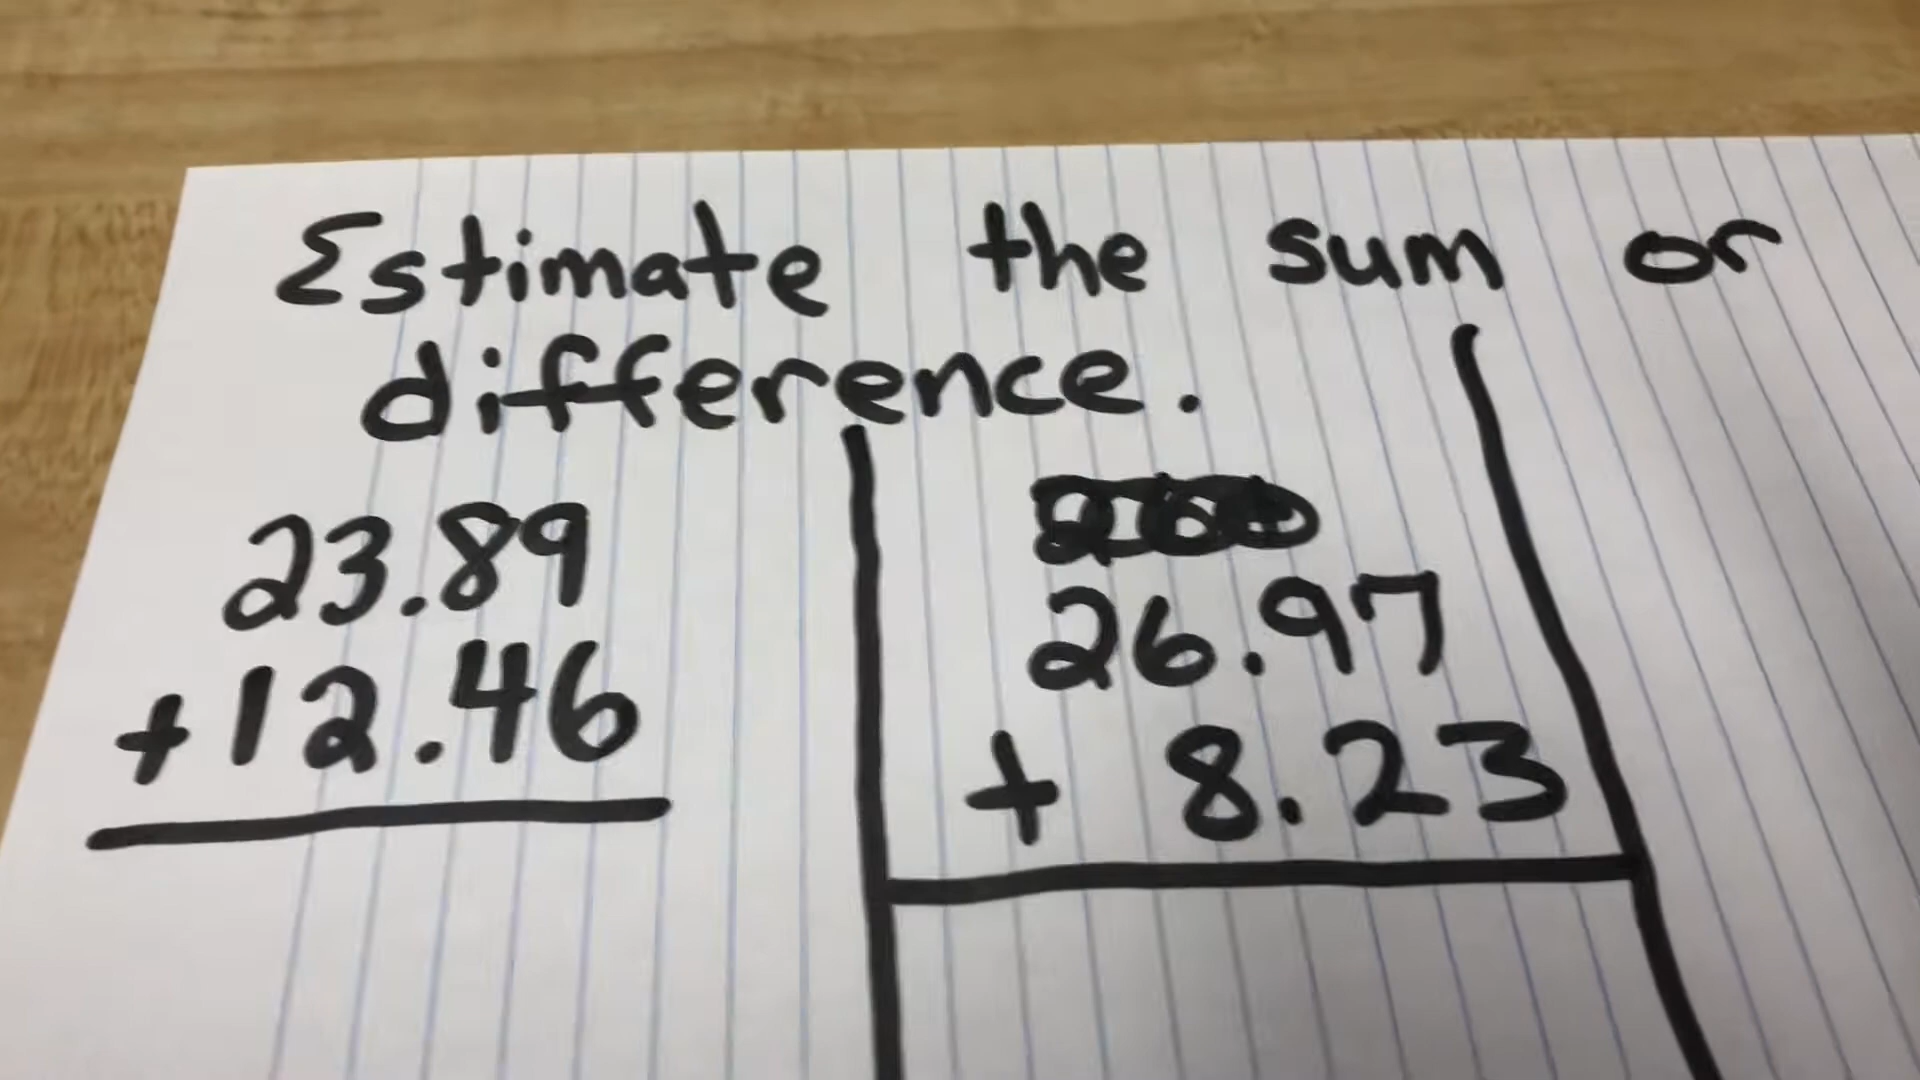 Estimate the sum or
difference.
23.89
+12.46
26.97
+ 8.23